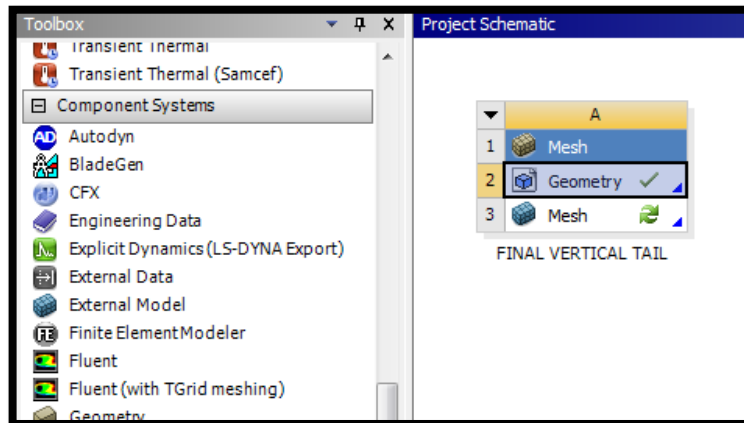 Toolbox
Transient Thermal
Transient Thermal (Samcef)
Component Systems
AD Autodyn
BladeGen
CFX
Engineering Data
Explicit Dynamics (LS-DYNA Export)
External Data
External Model
FE Finite Element Modeler
Fluent
Fluent (with TGrid meshing)
Geometry
Project Schematic
A
1 Mesh
2 Geometry
3 Mesh
FINAL VERTICAL TAIL